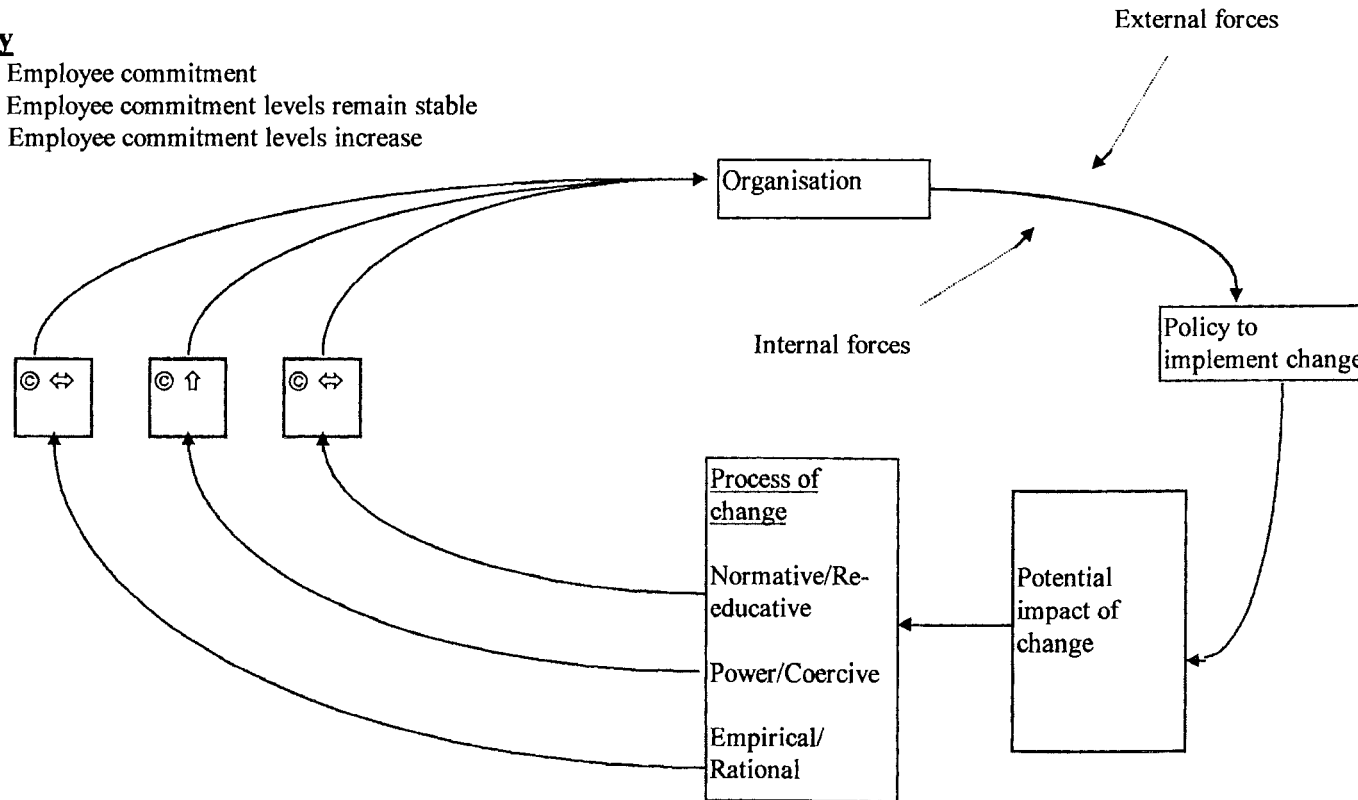 y
Employee commitment
Employee commitment levels remain stable
Employee commitment levels increase
External forces
Organisation
Internal forces
Policy to
implement change
© ⇔
© ⇧
© ⇔
Process of
change
Normative/Re-
educative
Power/Coercive
Empirical/
Rational
Potential
impact of
change